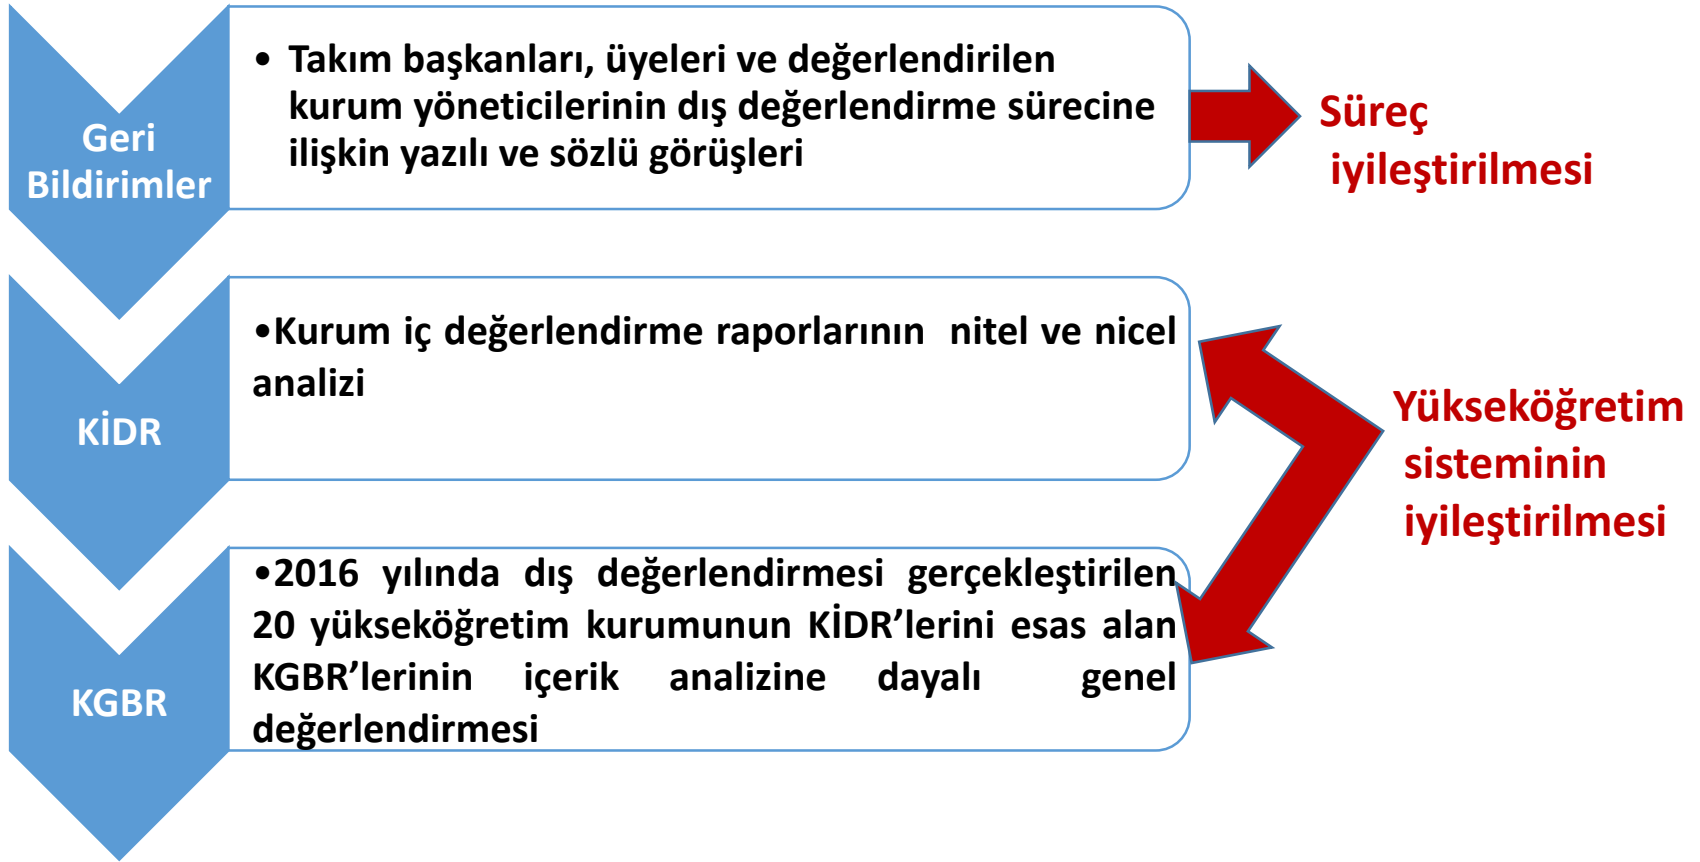 Geri
Bildirimler
• Takım başkanları, üyeleri ve değerlendirilen
kurum yöneticilerinin dış değerlendirme sürecine
ilişkin yazılı ve sözlü görüşleri
Süreç
iyileştirilmesi
KİDR
•Kurum iç değerlendirme raporlarının nitel ve nicel
analizi
Yükseköğretim
sisteminin
iyileştirilmesi
KGBR
•2016 yılında dış değerlendirmesi gerçekleştirilen
20 yükseköğretim kurumunun KİDR’lerini esas alan
KGBR’lerinin içerik analizine dayalı genel
değerlendirmesi